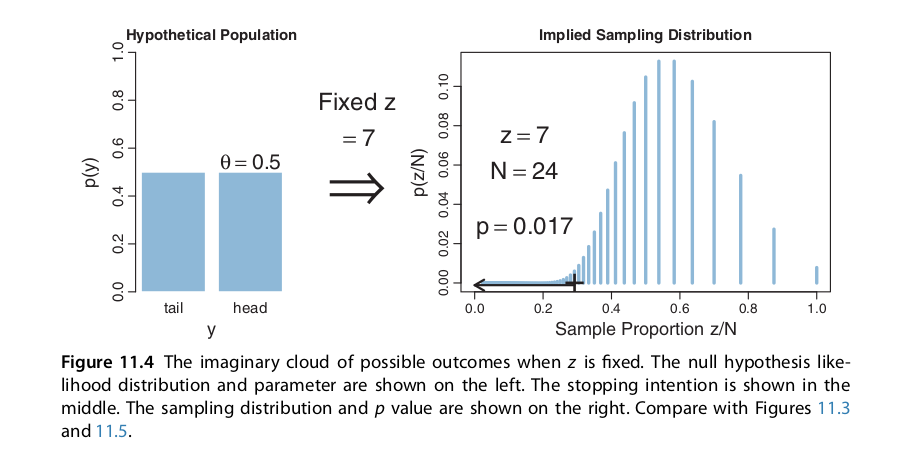 Hypothetical Population
1.0
0.8
0.6
0.4
0.2
0.0
p(y)
θ = 0.5
tail
head
y
Fixed z
= 7
Implied Sampling Distribution
0.10
0.08
0.06
0.04
0.02
0.00
p(z/N)
z = 7
N = 24
p = 0.017
0.0
0.2
0.4
0.6
0.8
1.0
Sample Proportion z/N
Figure 11.4 The imaginary cloud of possible outcomes when z is fixed. The null hypothesis like-
lihood distribution and parameter are shown on the left. The stopping intention is shown in the
middle. The sampling distribution and p value are shown on the right. Compare with Figures 11.3
and 11.5.